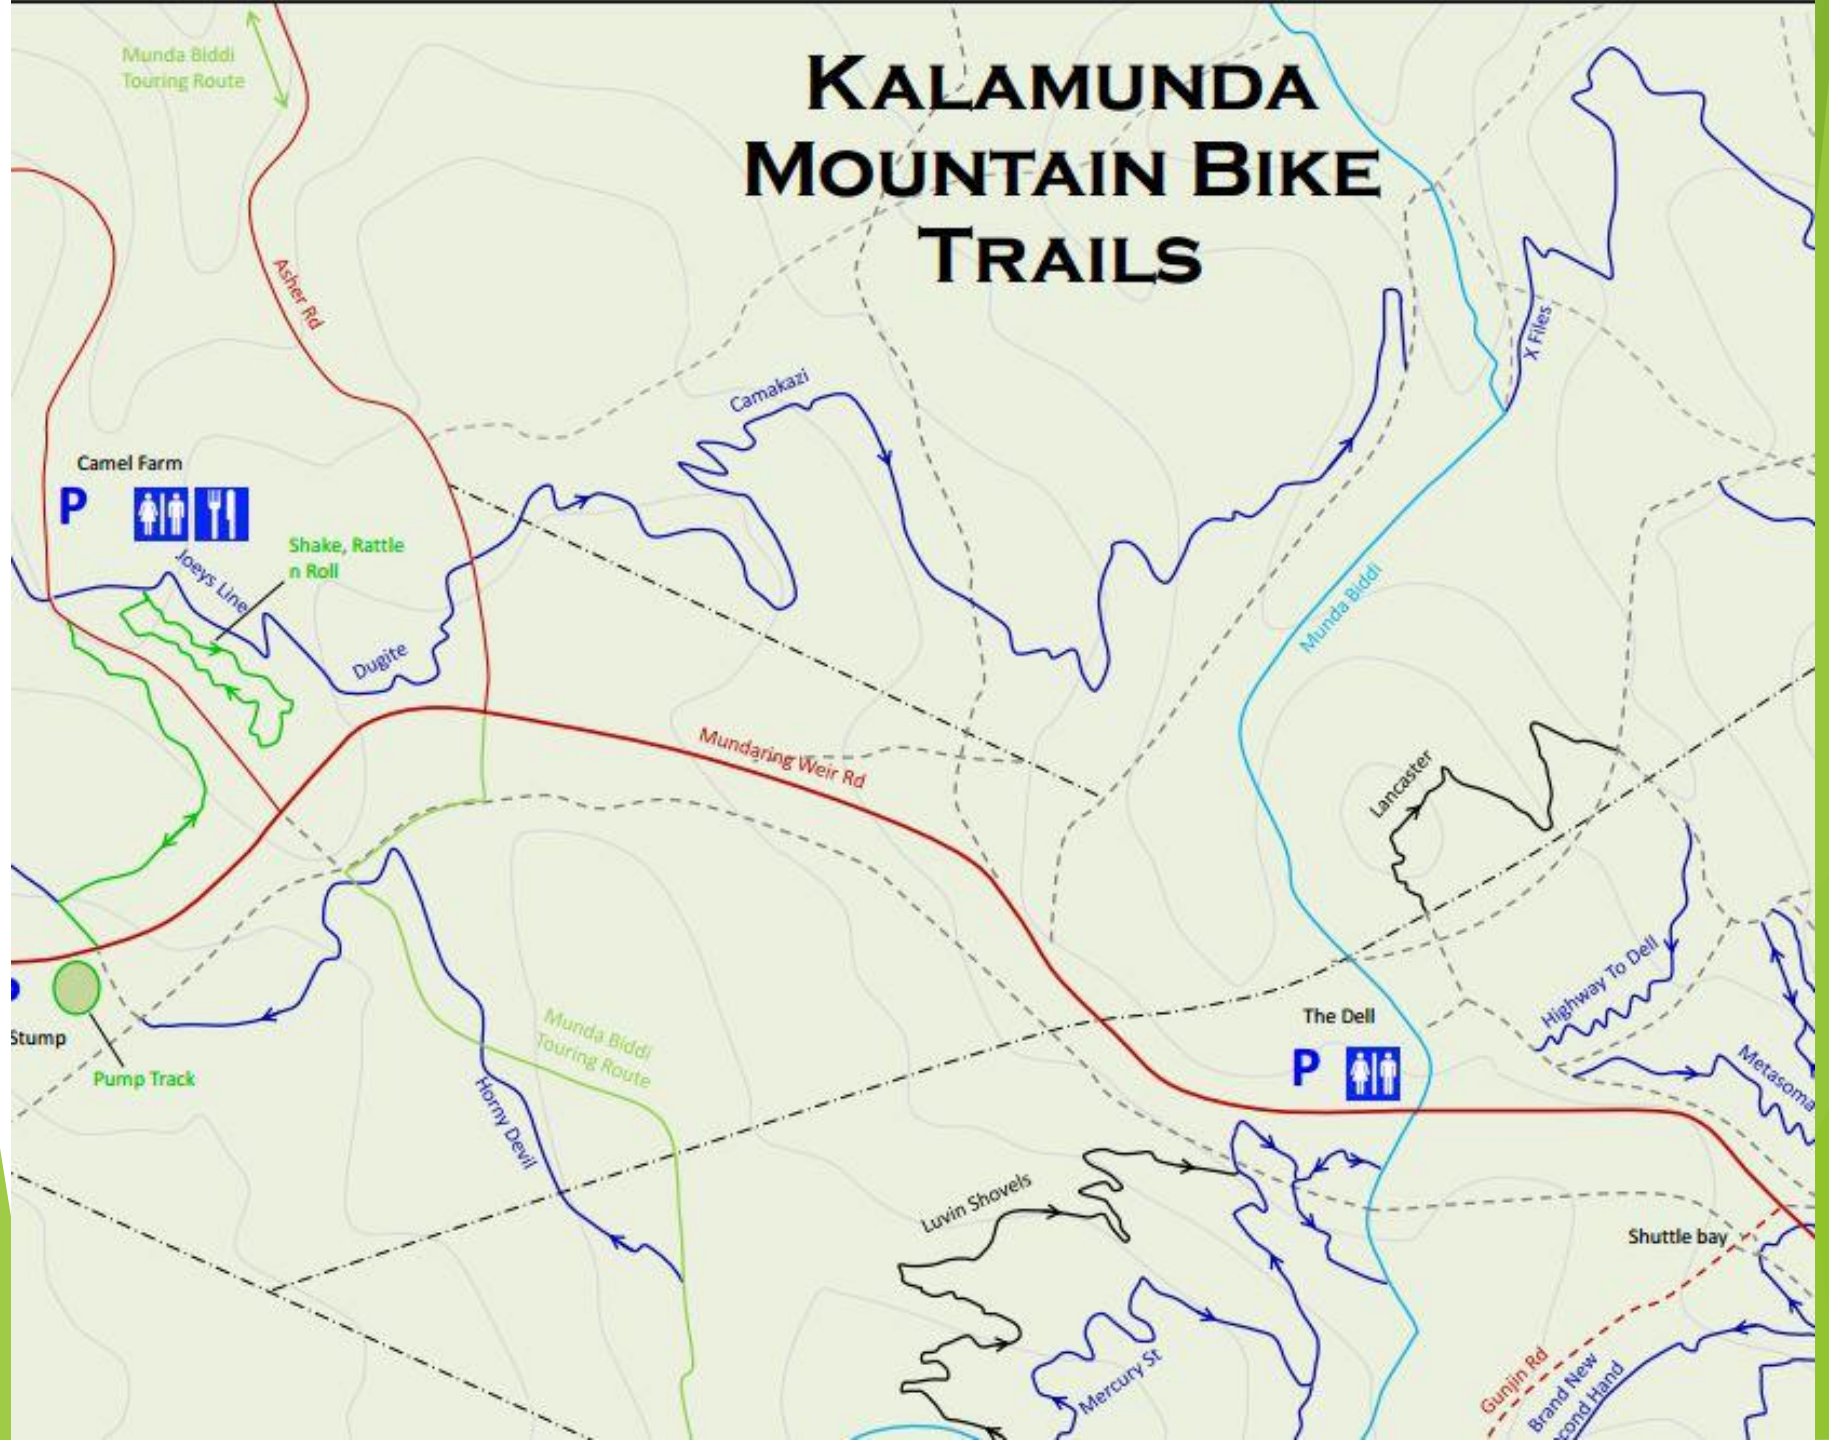 Munda Biddi
Touring Route
KALAMUNDA
MOUNTAIN BIKE
TRAILS
Asher Rd
X Files
Camakazi
Camel Farm
P
Joeys Line
Shake, Rattle
n Roll
Dugite
Munda Biddi
Mundaring Weir Rd
Lancaster
Highway To Dell
Stump
Pump Track
Munda Biddi
Touring Route
The Dell
P
Metasoma
Horny Devil
Luvin Shovels
Shuttle bay
Mercury St
Gunjin Rd
Brand New
econd Hand